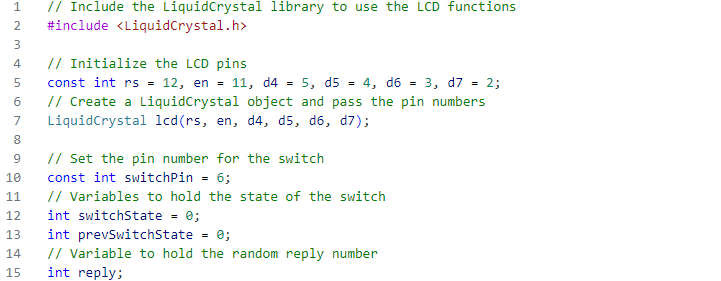 1 // Include the LiquidCrystal library to use the LCD functions
2 #include <LiquidCrystal.h>
3
4 // Initialize the LCD pins
5 const int rs = 12, en = 11, d4 = 5, d5 = 4, d6 = 3, d7 = 2;
6 // Create a LiquidCrystal object and pass the pin numbers
7 LiquidCrystal lcd(rs, en, d4, d5, d6, d7);
8
9 // Set the pin number for the switch
10 const int switchPin = 6;
11 // Variables to hold the state of the switch
12 int switchState = 0;
13 int prevSwitchState = 0;
14 // Variable to hold the random reply number
15 int reply;